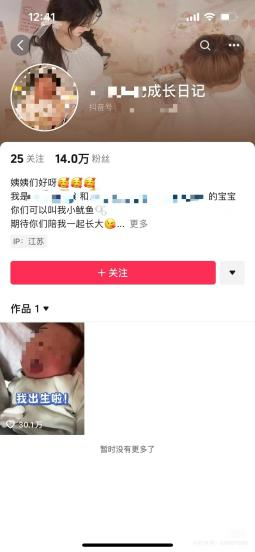 12:41
成长日记
抖音号
25 关注 14.0万 粉丝
姨姨们好呀🥰🥰🥰
我是 和 的宝宝
你们可以叫我小鱿鱼
期待你们陪我一起长大😘... 更多
IP：江苏
+ 关注
作品 1
我出生啦!
30.1万
暂时没有更多了